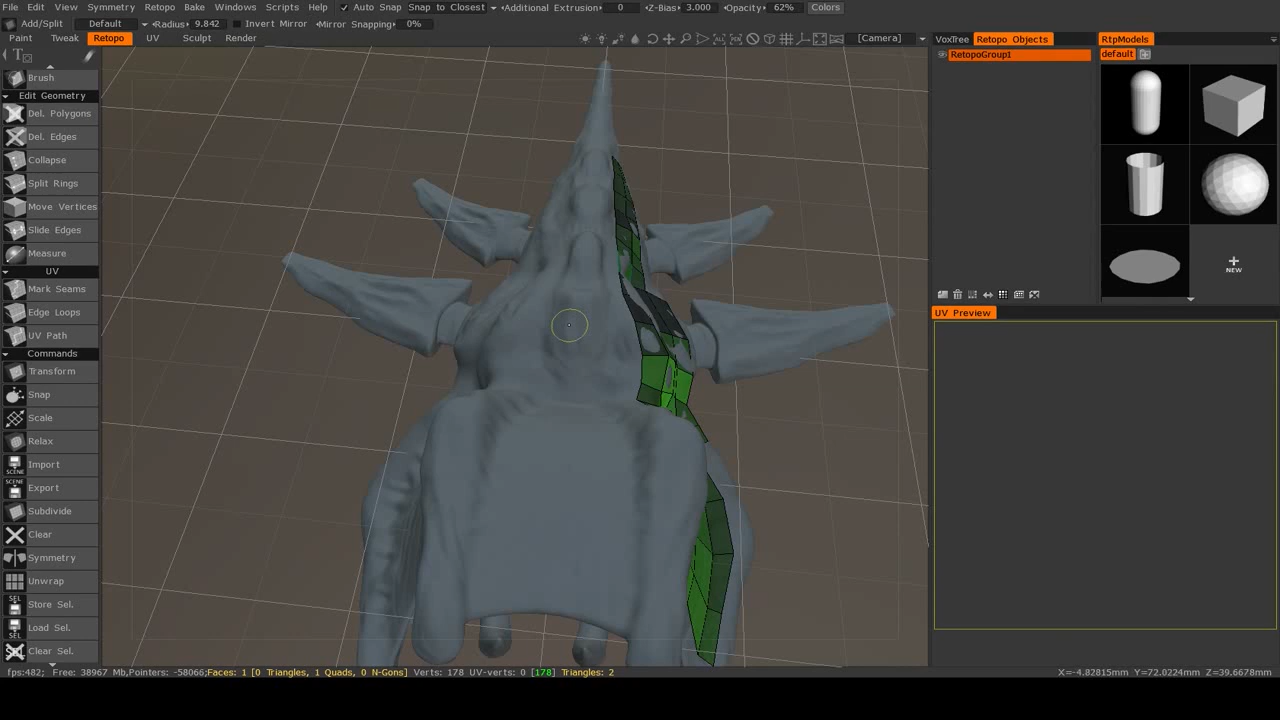 File Edit View Symmetry Retopo Bake Windows Scripts Help Auto Snap Snap to Closest Additional Extrusion 0 Z-Bias 3.000 Opacity 62% Colors
Add/Split Default Radius 9.842 Invert Mirror Mirror Snapping 0%
Paint Tweak Retopo UV Sculpt Render [Camera] VoxTree Retopo Objects RtpModels
RetopoGroup1 default
Brush
Edit Geometry
Del. Polygons
Del. Edges
Collapse
Split Rings
Move Vertices
Slide Edges
Measure
UV
Mark Seams
Edge Loops
UV Path
Commands
Transform
Snap
Scale
Relax
SCENE Import
SCENE Export
Subdivide
Clear
Symmetry
Unwrap
SEL Store Sel.
SEL Load Sel.
Clear Sel.
NEW
UV Preview
fps:482; Free: 38967 Mb,Pointers: -58066;Faces: 1 [0 Triangles, 1 Quads, 0 N-Gons] Verts: 178 UV-verts: 0 [178] Triangles: 2 X=-4.82815mm Y=72.0224mm Z=39.6678mm